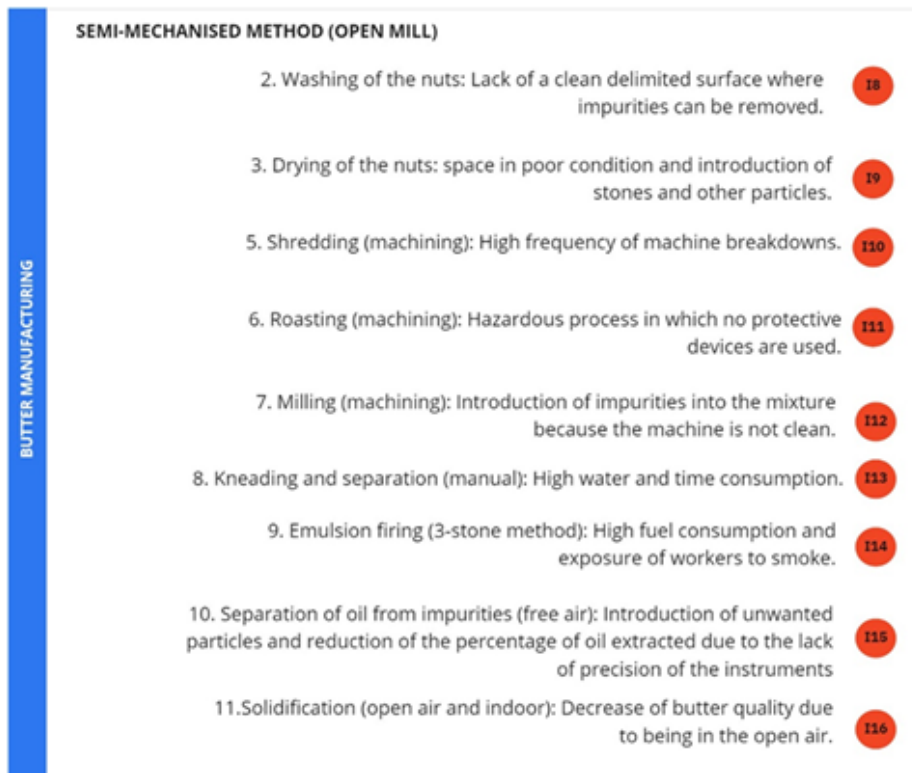 SEMI-MECHANISED METHOD (OPEN MILL)
2. Washing of the nuts: Lack of a clean delimited surface where
impurities can be removed.
I8
3. Drying of the nuts: space in poor condition and introduction of
stones and other particles.
I9
5. Shredding (machining): High frequency of machine breakdowns.
I10
6. Roasting (machining): Hazardous process in which no protective
devices are used.
I11
7. Milling (machining): Introduction of impurities into the mixture
because the machine is not clean.
I12
8. Kneading and separation (manual): High water and time consumption.
I13
9. Emulsion firing (3-stone method): High fuel consumption and
exposure of workers to smoke.
I14
10. Separation of oil from impurities (free air): Introduction of unwanted
particles and reduction of the percentage of oil extracted due to the lack
of precision of the instruments
I15
11.Solidification (open air and indoor): Decrease of butter quality due
to being in the open air.
I16
BUTTER MANUFACTURING